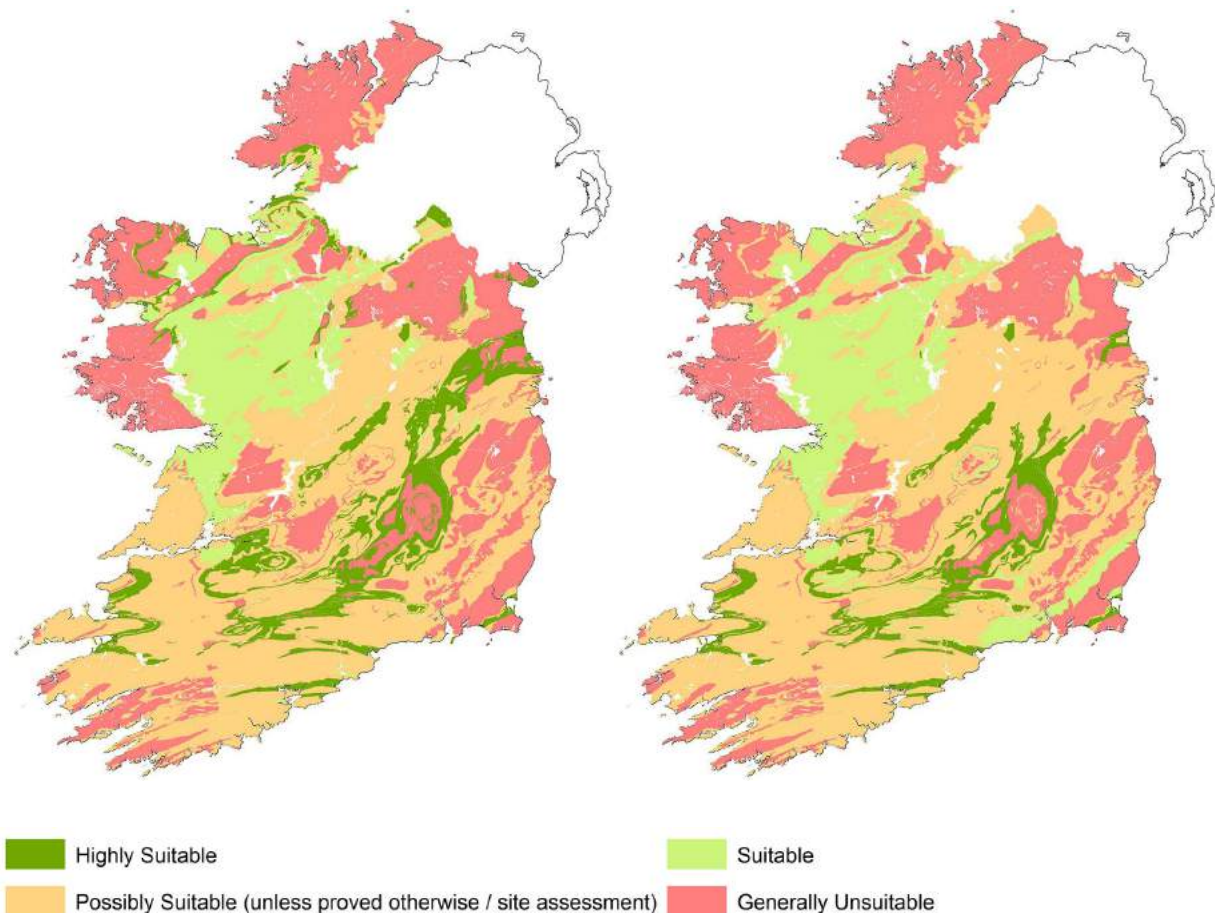 Highly Suitable
Suitable
Possibly Suitable (unless proved otherwise / site assessment)
Generally Unsuitable